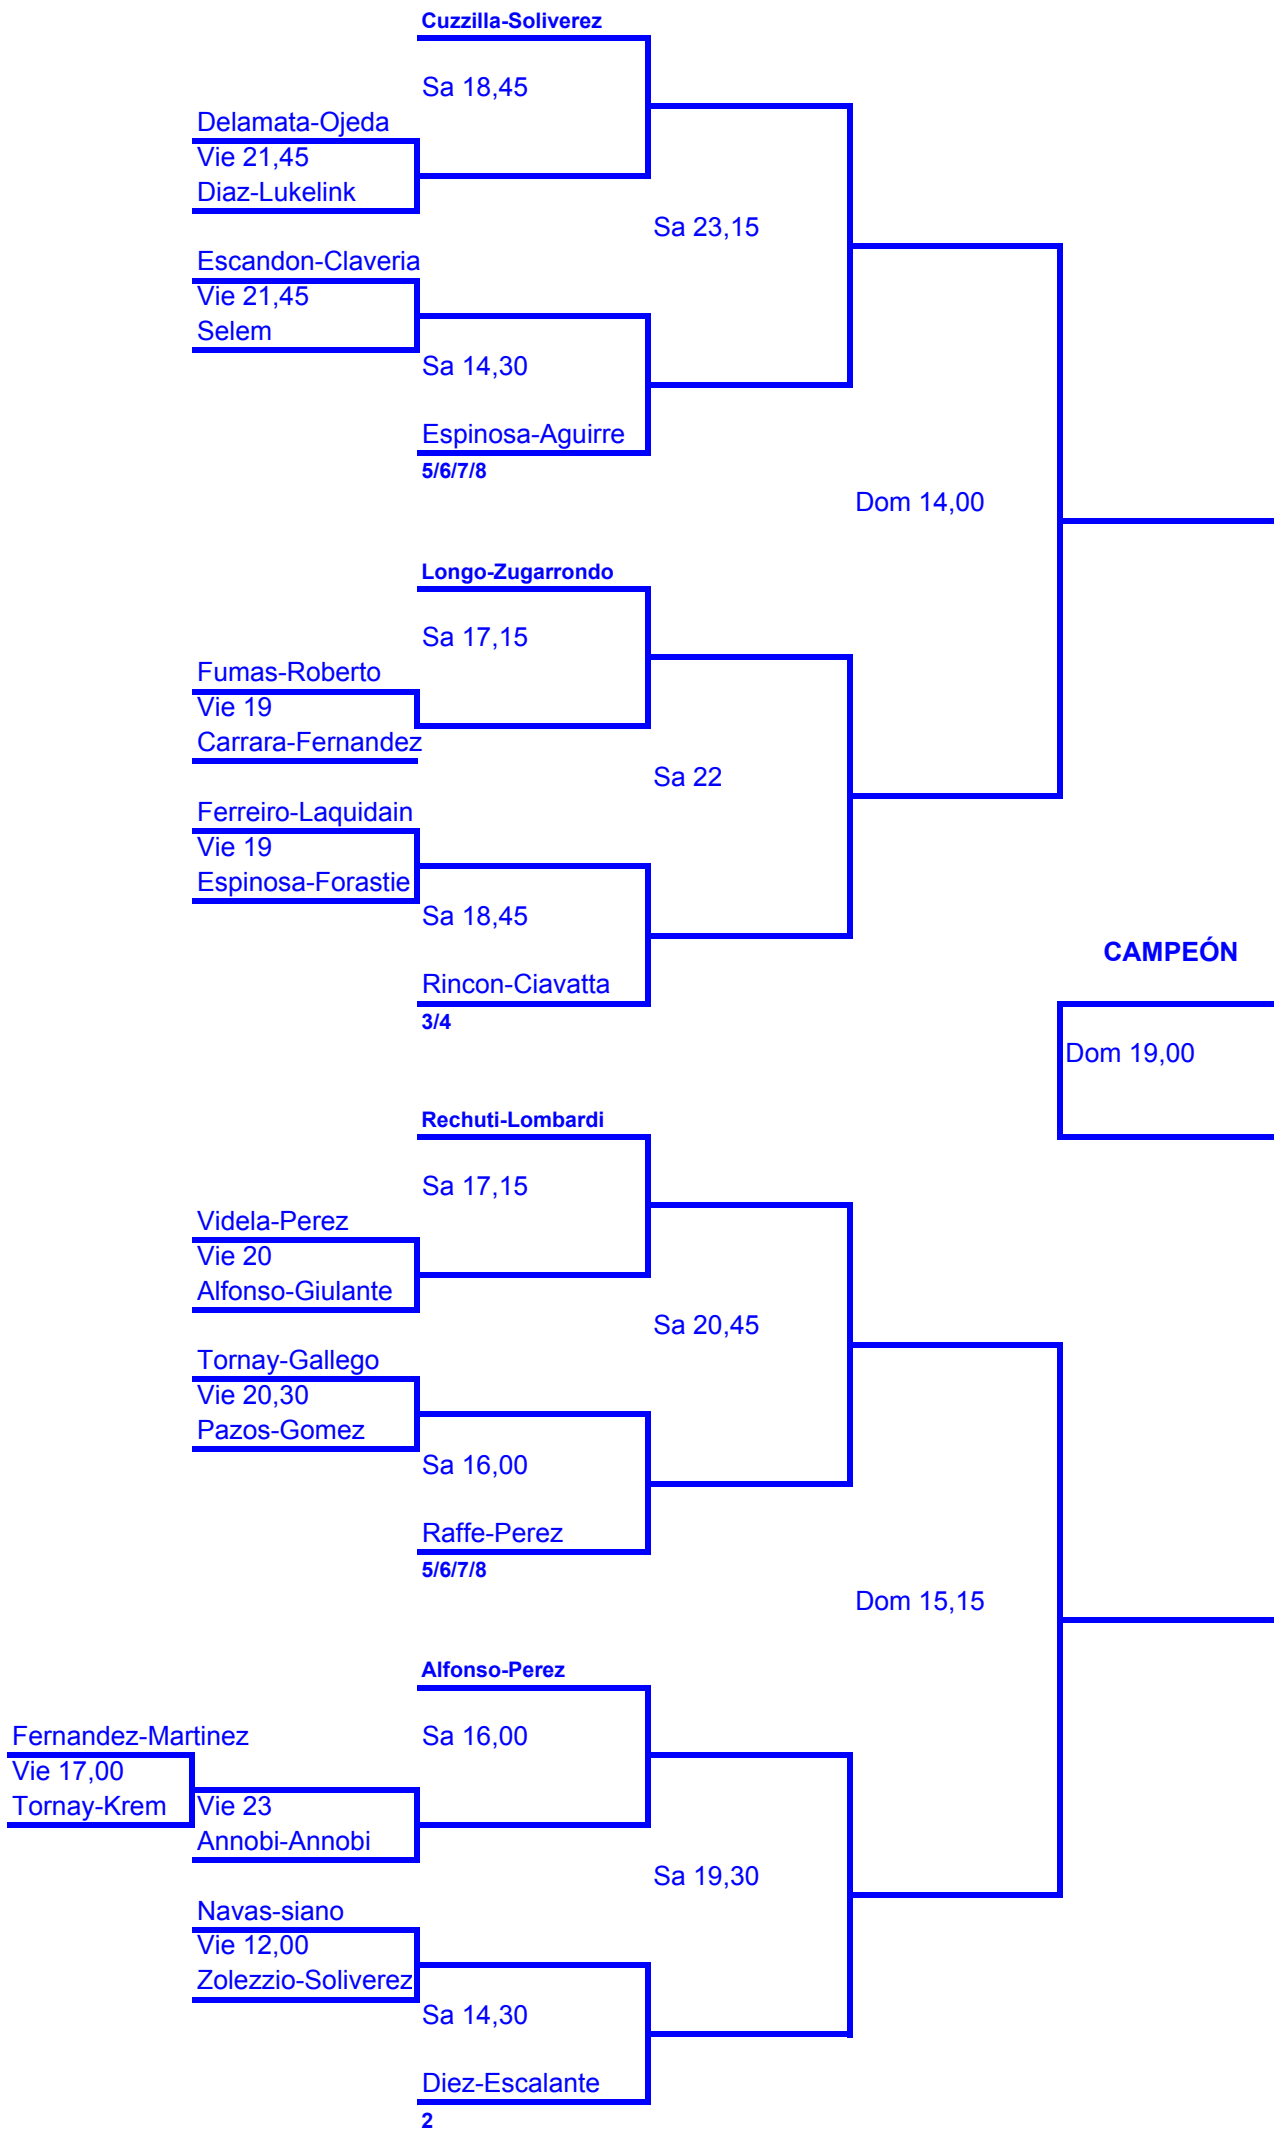 Cuzzilla-Soliverez
Sa 18,45
Delamata-Ojeda
Vie 21,45
Diaz-Lukelink
Sa 23,15
Escandon-Claveria
Vie 21,45
Selem
Sa 14,30
Espinosa-Aguirre
5/6/7/8
Dom 14,00
Longo-Zugarrondo
Sa 17,15
Fumas-Roberto
Vie 19
Carrara-Fernandez
Sa 22
Ferreiro-Laquidain
Vie 19
Espinosa-Forastie
Sa 18,45
CAMPEÓN
Rincon-Ciavatta
3/4
Dom 19,00
Rechuti-Lombardi
Sa 17,15
Videla-Perez
Vie 20
Alfonso-Giulante
Sa 20,45
Tornay-Gallego
Vie 20,30
Pazos-Gomez
Sa 16,00
Raffe-Perez
5/6/7/8
Dom 15,15
Alfonso-Perez
Fernandez-Martinez
Sa 16,00
Vie 17,00
Tornay-Krem
Vie 23
Annobi-Annobi
Sa 19,30
Navas-siano
Vie 12,00
Zolezzio-Soliverez
Sa 14,30
Diez-Escalante
2